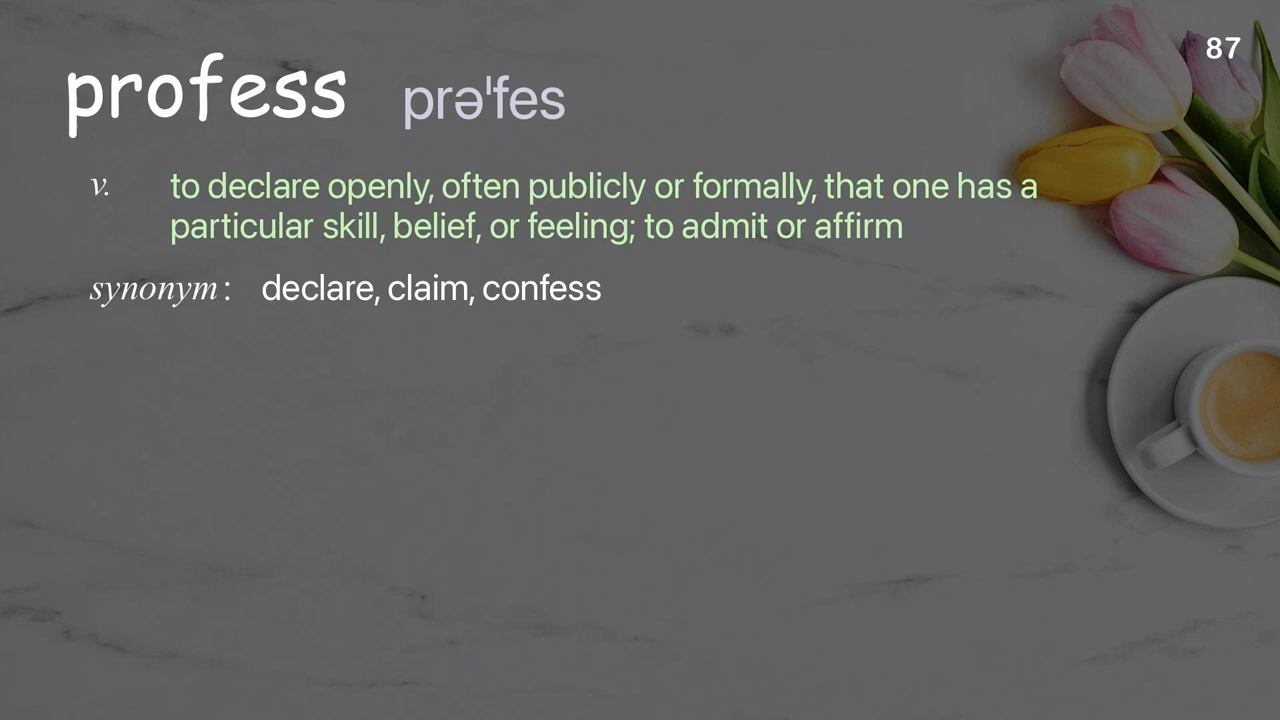 87
profess prəˈfes
v. to declare openly, often publicly or formally, that one has a
particular skill, belief, or feeling; to admit or affirm
synonym : declare, claim, confess